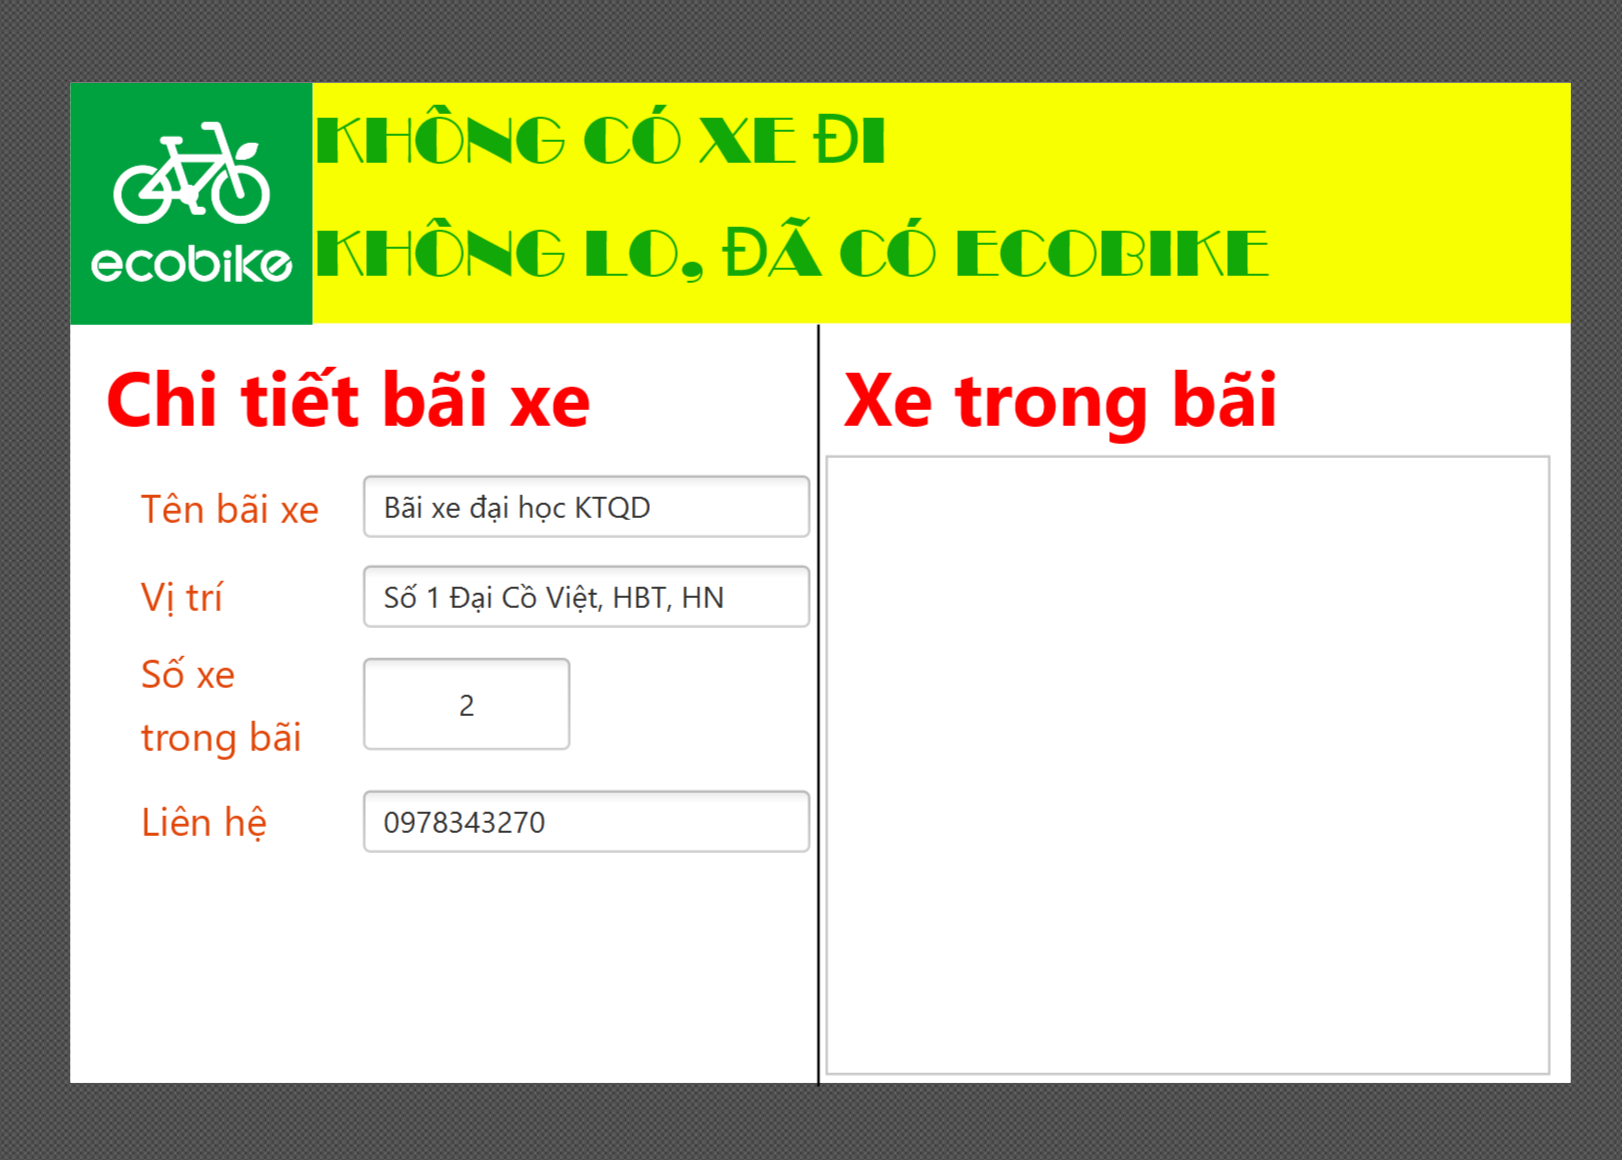 ecobike
KHÔNG CÓ XE ĐI
KHÔNG LO, ĐÃ CÓ ECOBIKE
Chi tiết bãi xe
Tên bãi xe
Bãi xe đại học KTQD
Vị trí
Số 1 Đại Cồ Việt, HBT, HN
Số xe
trong bãi
2
Liên hệ
0978343270
Xe trong bãi